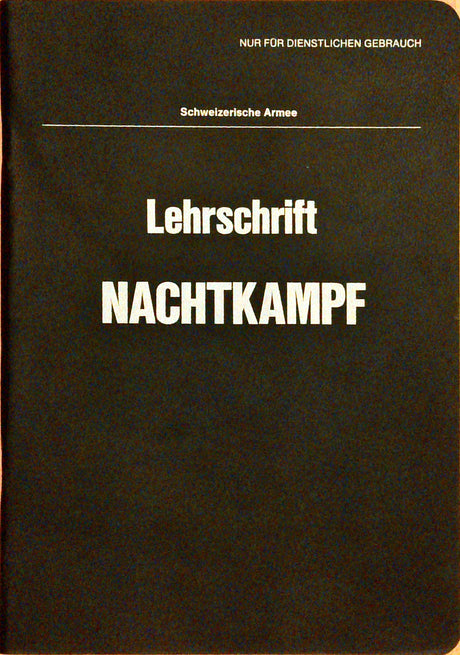 NUR FÜR DIENSTLICHEN GEBRAUCH
Schweizerische Armee
Lehrschrift
NACHTKAMPF